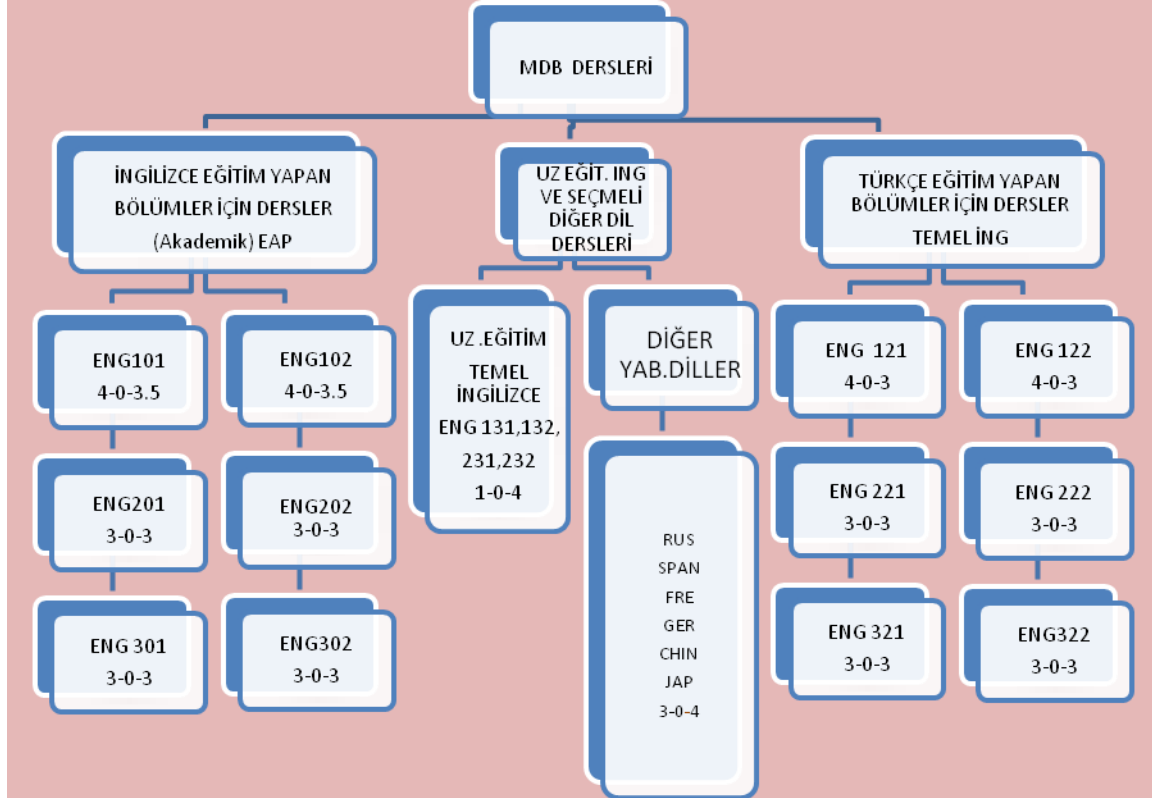 MDB DERSLERİ
İNGİLİZCE EĞİTİM YAPAN
BÖLÜMLER İÇİN DERSLER
(Akademik) EAP
UZ EĞİT. ING
VE SEÇMELİ
DİĞER DİL
DERSLERİ
TÜRKÇE EĞİTİM YAPAN
BÖLÜMLER İÇİN DERSLER
TEMEL İNG
ENG101
4-0-3.5
ENG102
4-0-3.5
ENG201
3-0-3
ENG202
3-0-3
ENG 301
3-0-3
ENG302
3-0-3
UZ .EĞİTİM
TEMEL
İNGİLİZCE
ENG 131,132,
231,232
1-0-4
DİĞER
YAB.DİLLER
RUS
SPAN
FRE
GER
CHIN
JAP
3-0-4
ENG 121
4-0-3
ENG 122
4-0-3
ENG 221
3-0-3
ENG 222
3-0-3
ENG 321
3-0-3
ENG322
3-0-3